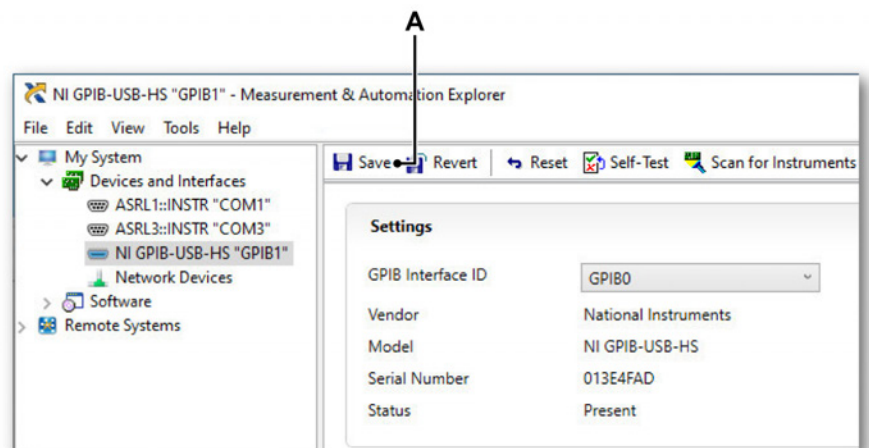 A
NI GPIB-USB-HS "GPIB1" - Measurement & Automation Explorer
File Edit View Tools Help
My System
Devices and Interfaces
ASRL1::INSTR "COM1"
ASRL3::INSTR "COM3"
NI GPIB-USB-HS "GPIB1"
Network Devices
Software
Remote Systems
Save Revert Reset Self-Test Scan for Instruments
Settings
GPIB Interface ID GPIB0
Vendor National Instruments
Model NI GPIB-USB-HS
Serial Number 013E4FAD
Status Present